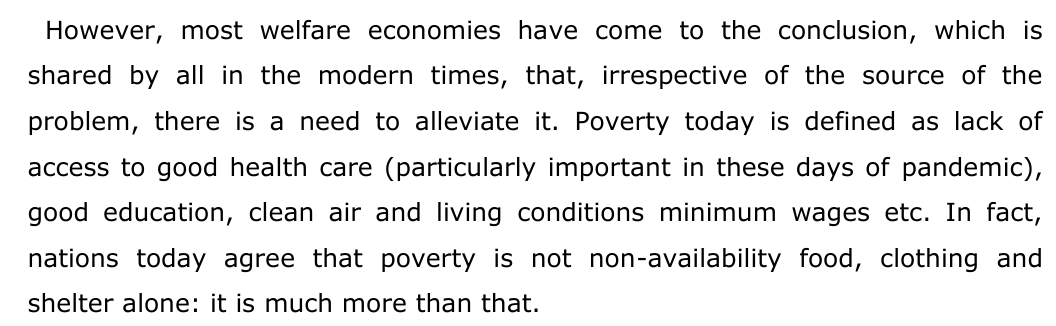 However, most welfare economies have come to the conclusion, which is
shared by all in the modern times, that, irrespective of the source of the
problem, there is a need to alleviate it. Poverty today is defined as lack of
access to good health care (particularly important in these days of pandemic),
good education, clean air and living conditions minimum wages etc. In fact,
nations today agree that poverty is not non-availability food, clothing and
shelter alone: it is much more than that.